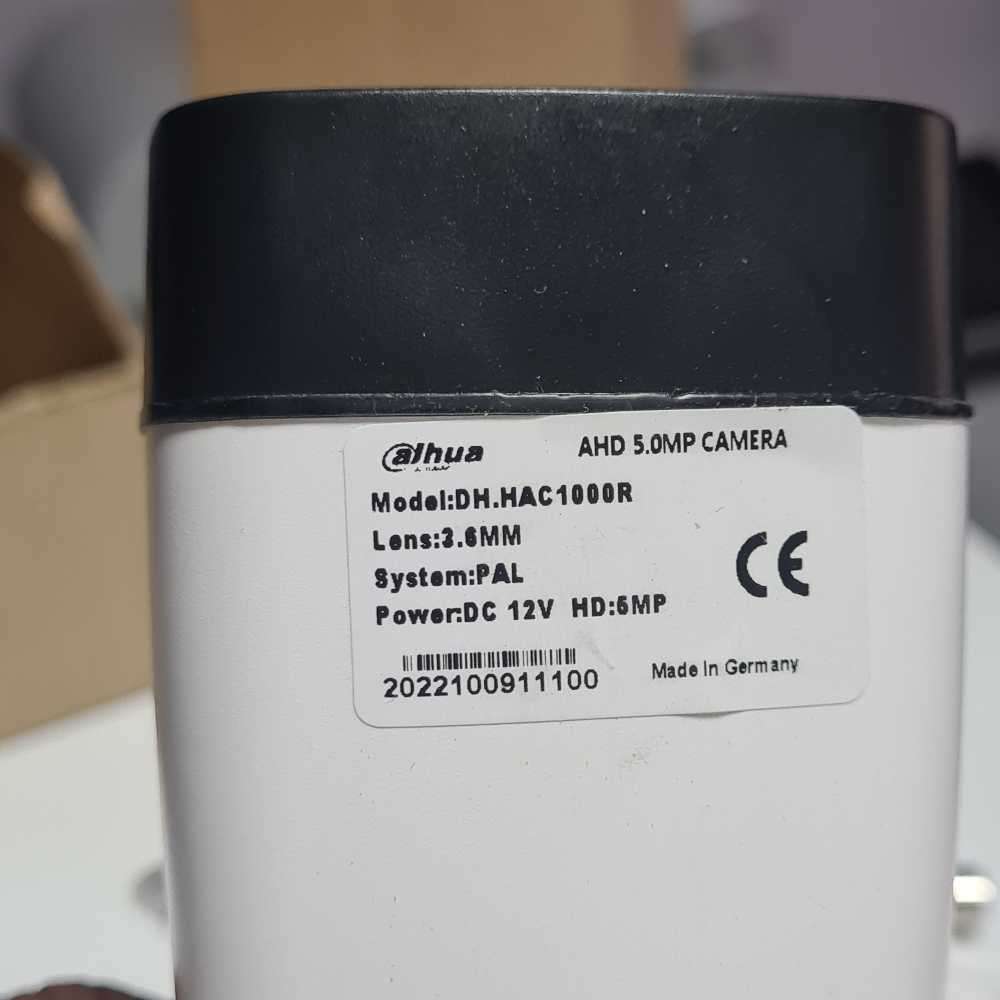 alhua
AHD 5.0MP CAMERA
Model:DH.HAC1000R
Lens:3.6MM
System:PAL
Power:DC 12V HD:5MP
CE
2022100911100
Made In Germany